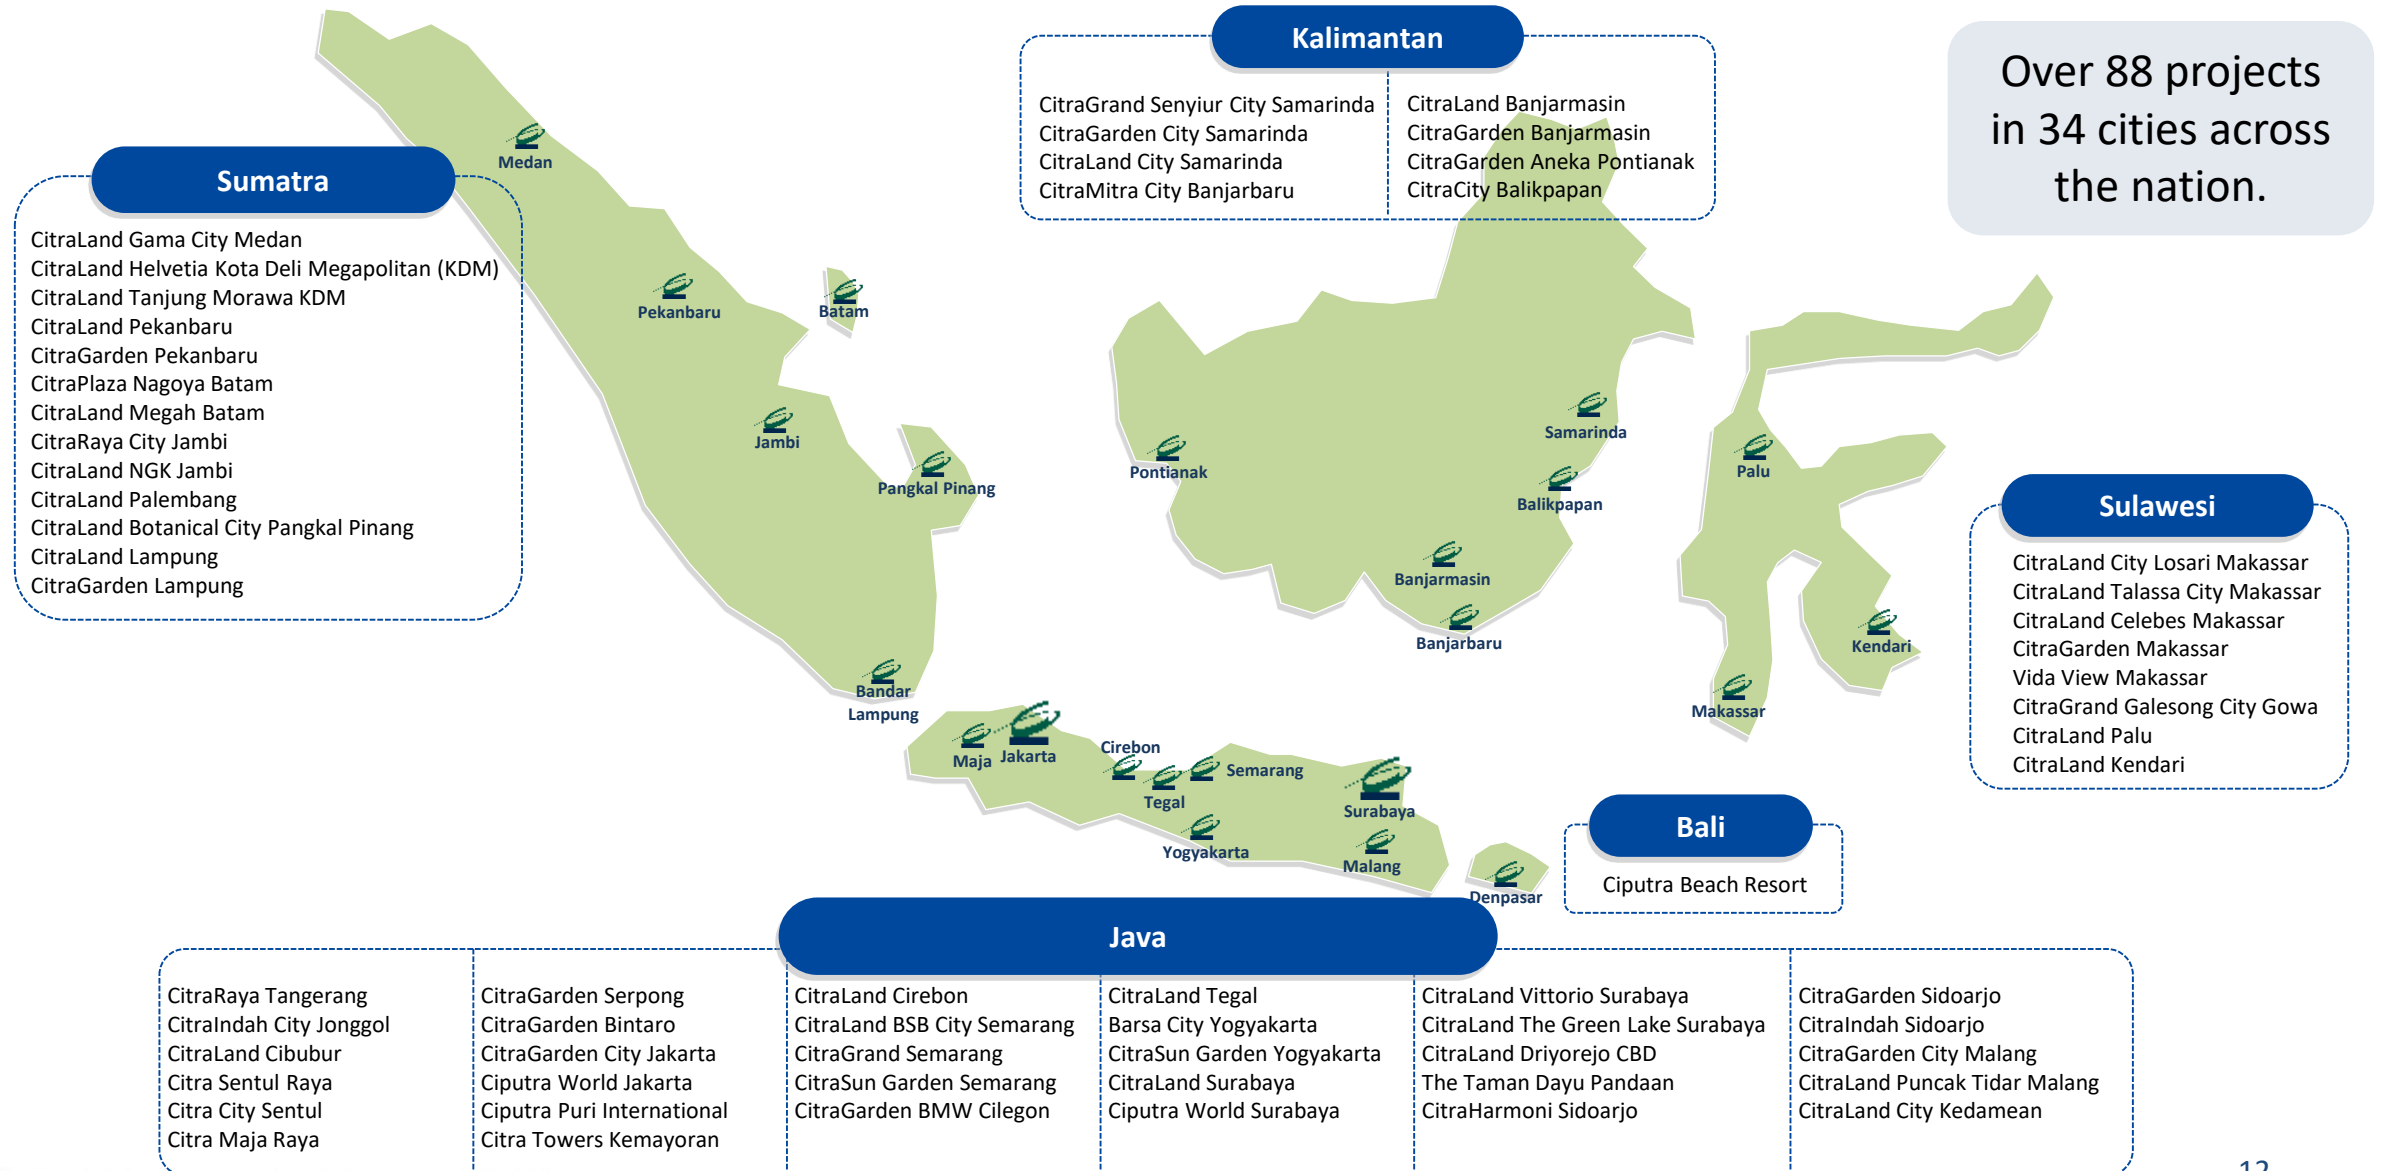 Kalimantan
CitraGrand Senyiur City Samarinda
CitraGarden City Samarinda
CitraLand City Samarinda
CitraMitra City Banjarbaru
CitraLand Banjarmasin
CitraGarden Banjarmasin
CitraGarden Aneka Pontianak
CitraCity Balikpapan
Over 88 projects
in 34 cities across
the nation.
Sumatra
CitraLand Gama City Medan
CitraLand Helvetia Kota Deli Megapolitan (KDM)
CitraLand Tanjung Morawa KDM
CitraLand Pekanbaru
CitraGarden Pekanbaru
CitraPlaza Nagoya Batam
CitraLand Megah Batam
CitraRaya City Jambi
CitraLand NGK Jambi
CitraLand Palembang
CitraLand Botanical City Pangkal Pinang
CitraLand Lampung
CitraGarden Lampung
Medan
Pekanbaru
Batam
Jambi
Pangkal Pinang
Bandar
Lampung
Pontianak
Samarinda
Balikpapan
Banjarmasin
Banjarbaru
Palu
Kendari
Makassar
Maja
Jakarta
Cirebon
Tegal
Semarang
Yogyakarta
Surabaya
Malang
Denpasar
Sulawesi
CitraLand City Losari Makassar
CitraLand Talassa City Makassar
CitraLand Celebes Makassar
CitraGarden Makassar
Vida View Makassar
CitraGrand Galesong City Gowa
CitraLand Palu
CitraLand Kendari
Bali
Ciputra Beach Resort
Java
CitraRaya Tangerang
CitraIndah City Jonggol
CitraLand Cibubur
Citra Sentul Raya
Citra City Sentul
Citra Maja Raya
CitraGarden Serpong
CitraGarden Bintaro
CitraGarden City Jakarta
Ciputra World Jakarta
Ciputra Puri International
Citra Towers Kemayoran
CitraLand Cirebon
CitraLand BSB City Semarang
CitraGrand Semarang
CitraSun Garden Semarang
CitraGarden BMW Cilegon
CitraLand Tegal
Barsa City Yogyakarta
CitraSun Garden Yogyakarta
CitraLand Surabaya
Ciputra World Surabaya
CitraLand Vittorio Surabaya
CitraLand The Green Lake Surabaya
CitraLand Driyorejo CBD
The Taman Dayu Pandaan
CitraHarmoni Sidoarjo
CitraGarden Sidoarjo
CitraIndah Sidoarjo
CitraGarden City Malang
CitraLand Puncak Tidar Malang
CitraLand City Kedamean
12